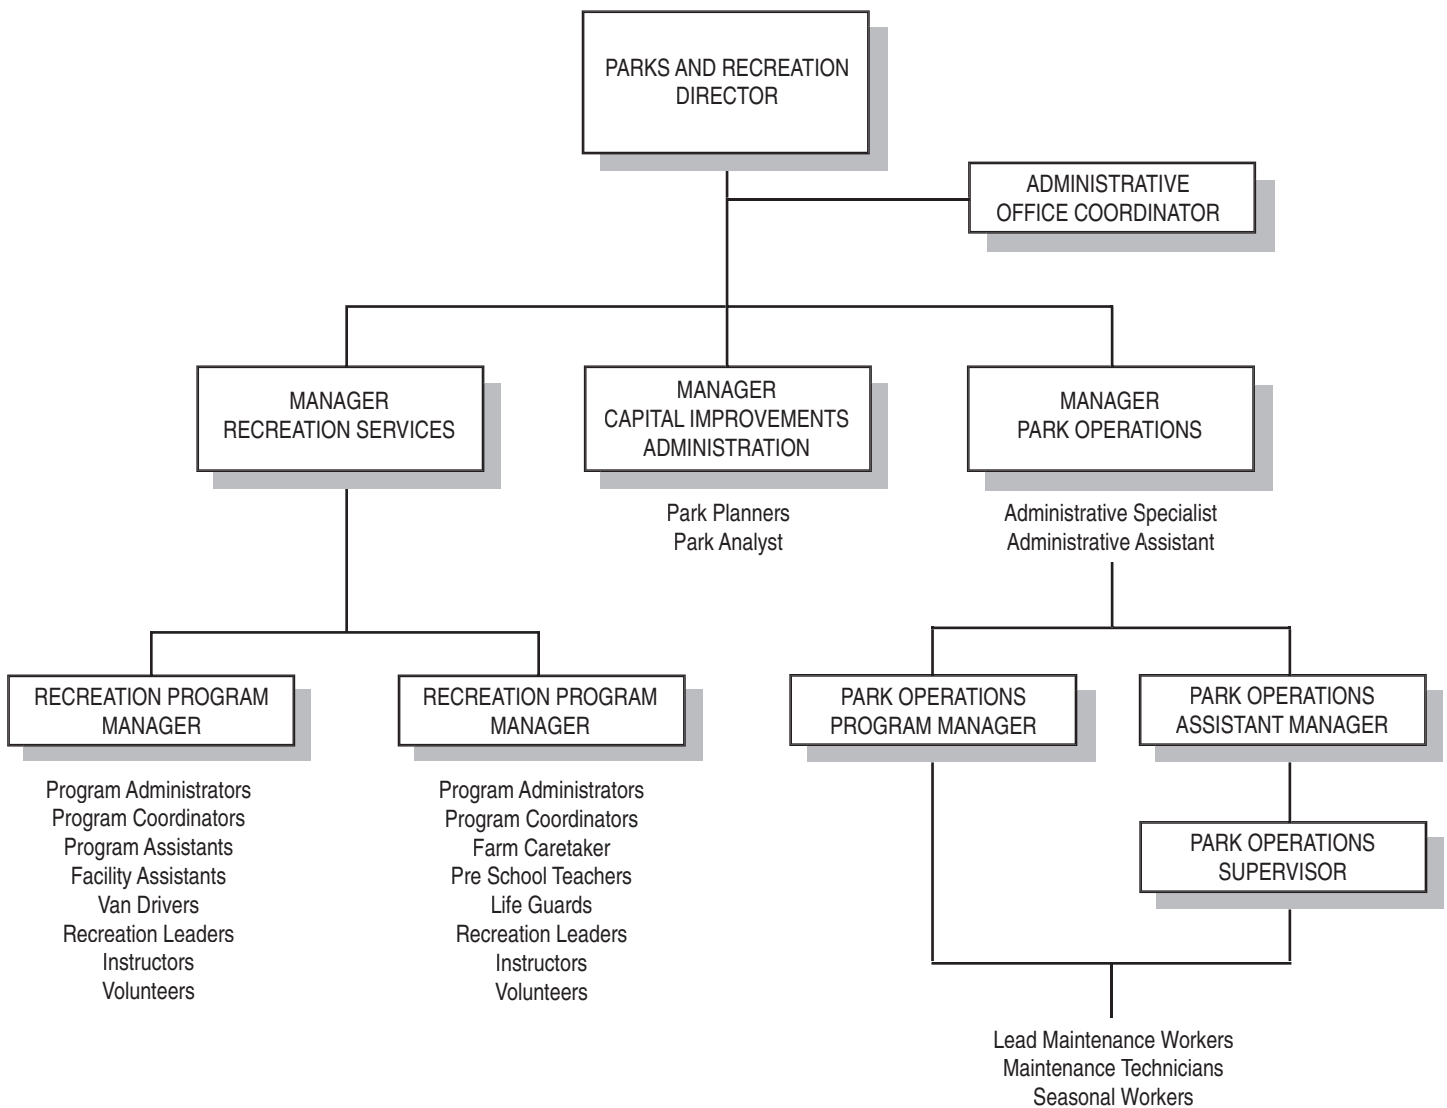 PARKS AND RECREATION
DIRECTOR
ADMINISTRATIVE
OFFICE COORDINATOR
MANAGER
RECREATION SERVICES
MANAGER
CAPITAL IMPROVEMENTS
ADMINISTRATION
MANAGER
PARK OPERATIONS
Park Planners
Park Analyst
Administrative Specialist
Administrative Assistant
RECREATION PROGRAM
MANAGER
RECREATION PROGRAM
MANAGER
PARK OPERATIONS
PROGRAM MANAGER
PARK OPERATIONS
ASSISTANT MANAGER
Program Administrators
Program Coordinators
Program Assistants
Facility Assistants
Van Drivers
Recreation Leaders
Instructors
Volunteers
Program Administrators
Program Coordinators
Farm Caretaker
Pre School Teachers
Life Guards
Recreation Leaders
Instructors
Volunteers
PARK OPERATIONS
SUPERVISOR
Lead Maintenance Workers
Maintenance Technicians
Seasonal Workers